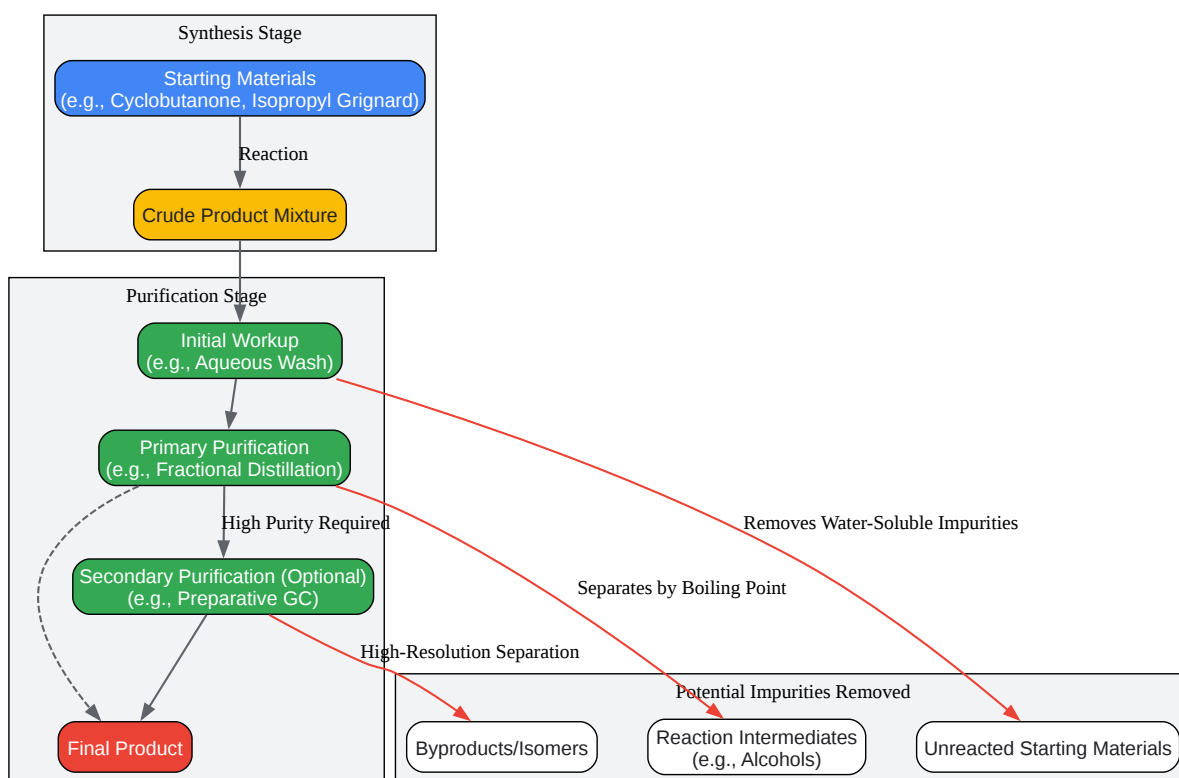 Synthesis Stage
Starting Materials
(e.g., Cyclobutanone, Isopropyl Grignard)
Reaction
Crude Product Mixture
Purification Stage
Initial Workup
(e.g., Aqueous Wash)
Primary Purification
(e.g., Fractional Distillation)
High Purity Required
Removes Water-Soluble Impurities
Secondary Purification (Optional)
(e.g., Preparative GC)
Separates by Boiling Point
High-Resolution Separation
Potential Impurities Removed
Final Product
Byproducts/Isomers
Reaction Intermediates
(e.g., Alcohols)
Unreacted Starting Materials